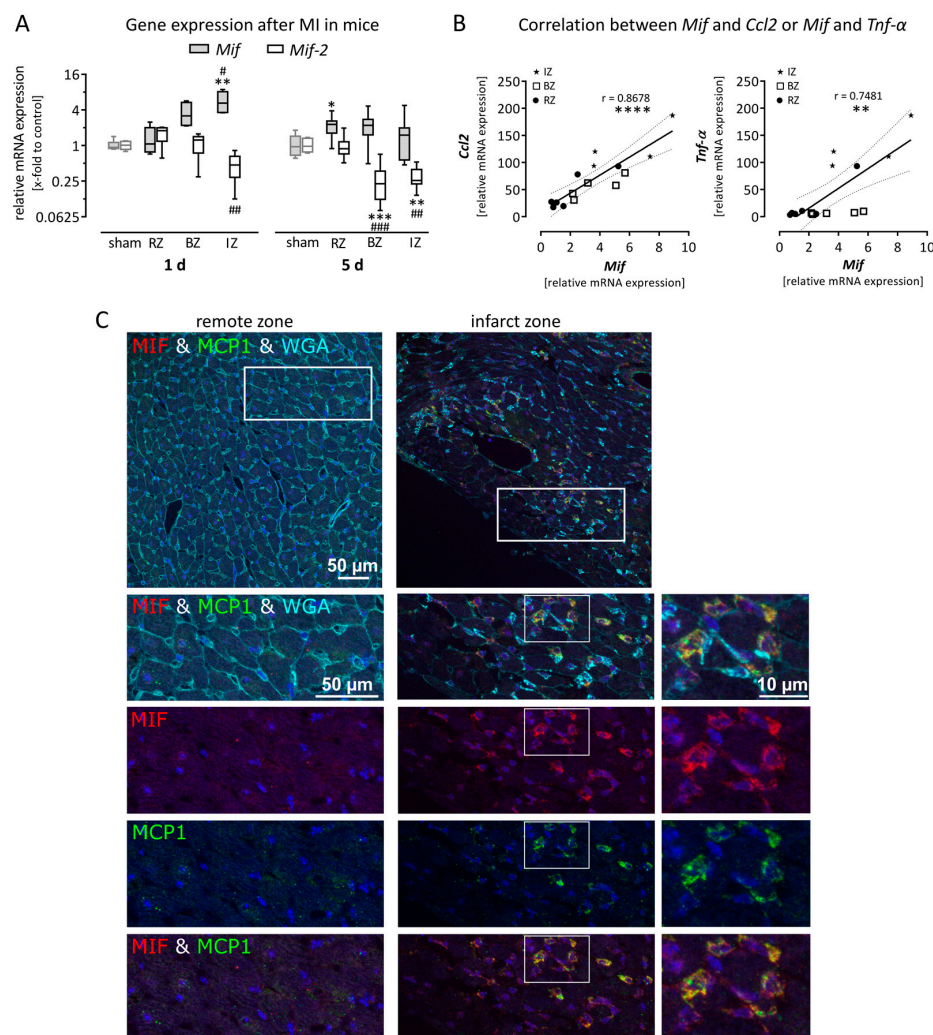 A
Gene expression after MI in mice
Mif
Mif-2
relative mRNA expression
[x-fold to control]
16
4
1
0.25
0.0625
#
**
##
*
***
###
**
##
sham RZ BZ IZ
sham RZ BZ IZ
1 d
5 d
B
Correlation between Mif and Ccl2 or Mif and Tnf-α
Ccl2
[relative mRNA expression]
250
200
150
100
50
0
IZ
BZ
RZ
r = 0.8678
****
0 2 4 6 8 10
Mif
[relative mRNA expression]
Tnf-α
[relative mRNA expression]
250
200
150
100
50
0
IZ
BZ
RZ
r = 0.7481
**
0 2 4 6 8 10
Mif
[relative mRNA expression]
C
remote zone
infarct zone
MIF & MCP1 & WGA
50 µm
MIF & MCP1 & WGA
50 µm
10 µm
MIF
MCP1
MIF & MCP1